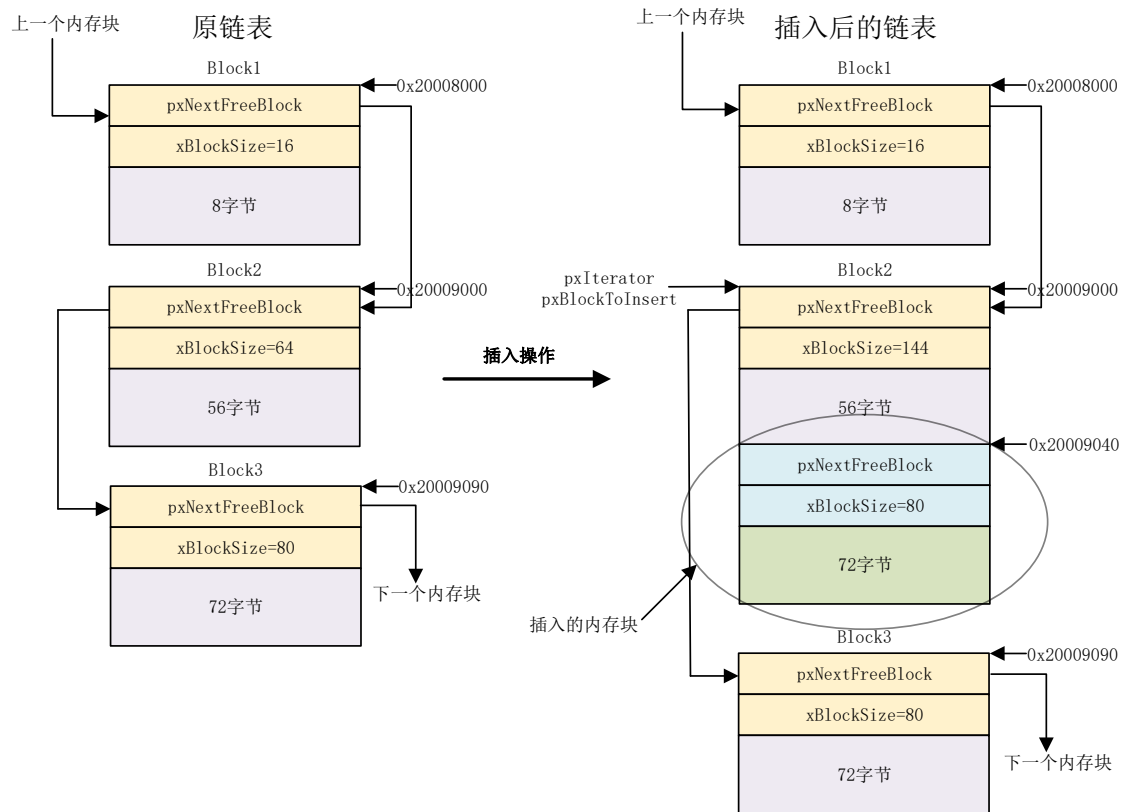 上一个内存块
原链表
Block1
0x20008000
pxNextFreeBlock
xBlockSize=16
8字节
Block2
0x20009000
pxNextFreeBlock
xBlockSize=64
56字节
Block3
0x20009090
pxNextFreeBlock
xBlockSize=80
72字节
下一个内存块
插入操作
上一个内存块
插入后的链表
Block1
0x20008000
pxNextFreeBlock
xBlockSize=16
8字节
Block2
pxIterator
pxBlockToInsert
0x20009000
pxNextFreeBlock
xBlockSize=144
56字节
0x20009040
pxNextFreeBlock
xBlockSize=80
72字节
插入的内存块
Block3
0x20009090
pxNextFreeBlock
xBlockSize=80
72字节
下一个内存块